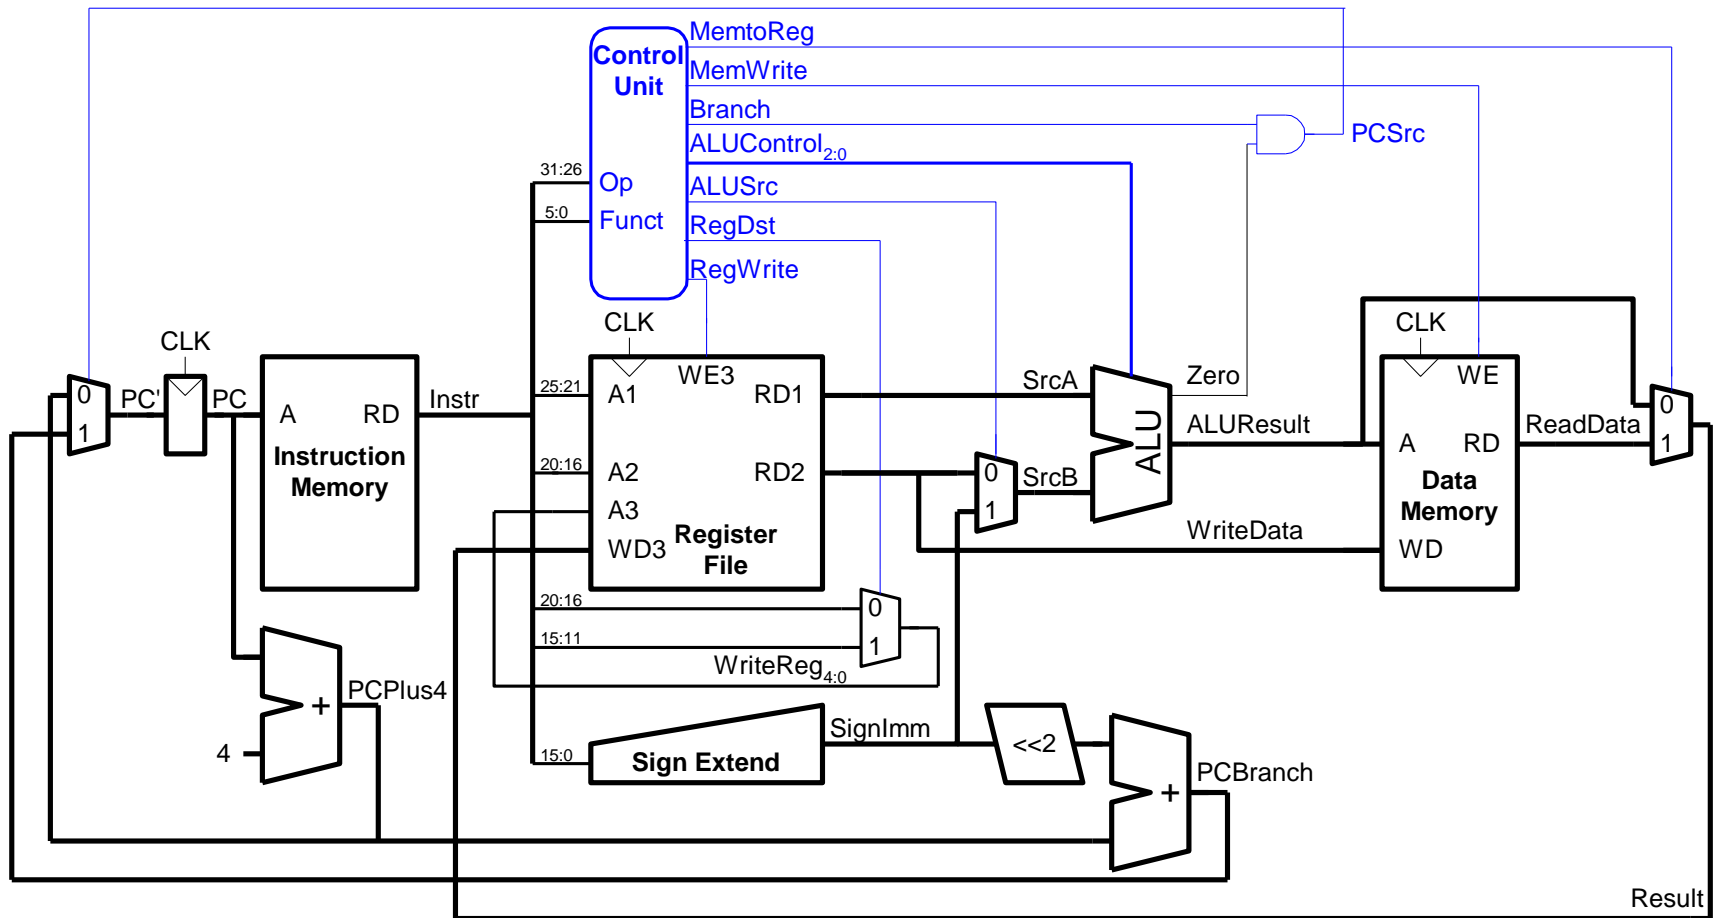 MemtoReg
Control
Unit
MemWrite
Branch
PCSrc
ALUControl2:0
31:26
Op
ALUSrc
5:0
Funct
RegDst
RegWrite
CLK
CLK
CLK
0
1
PC'
PC
A
RD
Instruction
Memory
Instr
25:21
A1
WE3
RD1
20:16
A2
RD2
A3
WD3
Register
File
SrcA
0
1
SrcB
ALU
Zero
ALUResult
WriteData
WE
A
RD
Data
Memory
WD
ReadData
0
1
20:16
0
15:11
1
WriteReg4:0
PCPlus4
+
4
15:0
Sign Extend
SignImm
<<2
+
PCBranch
Result